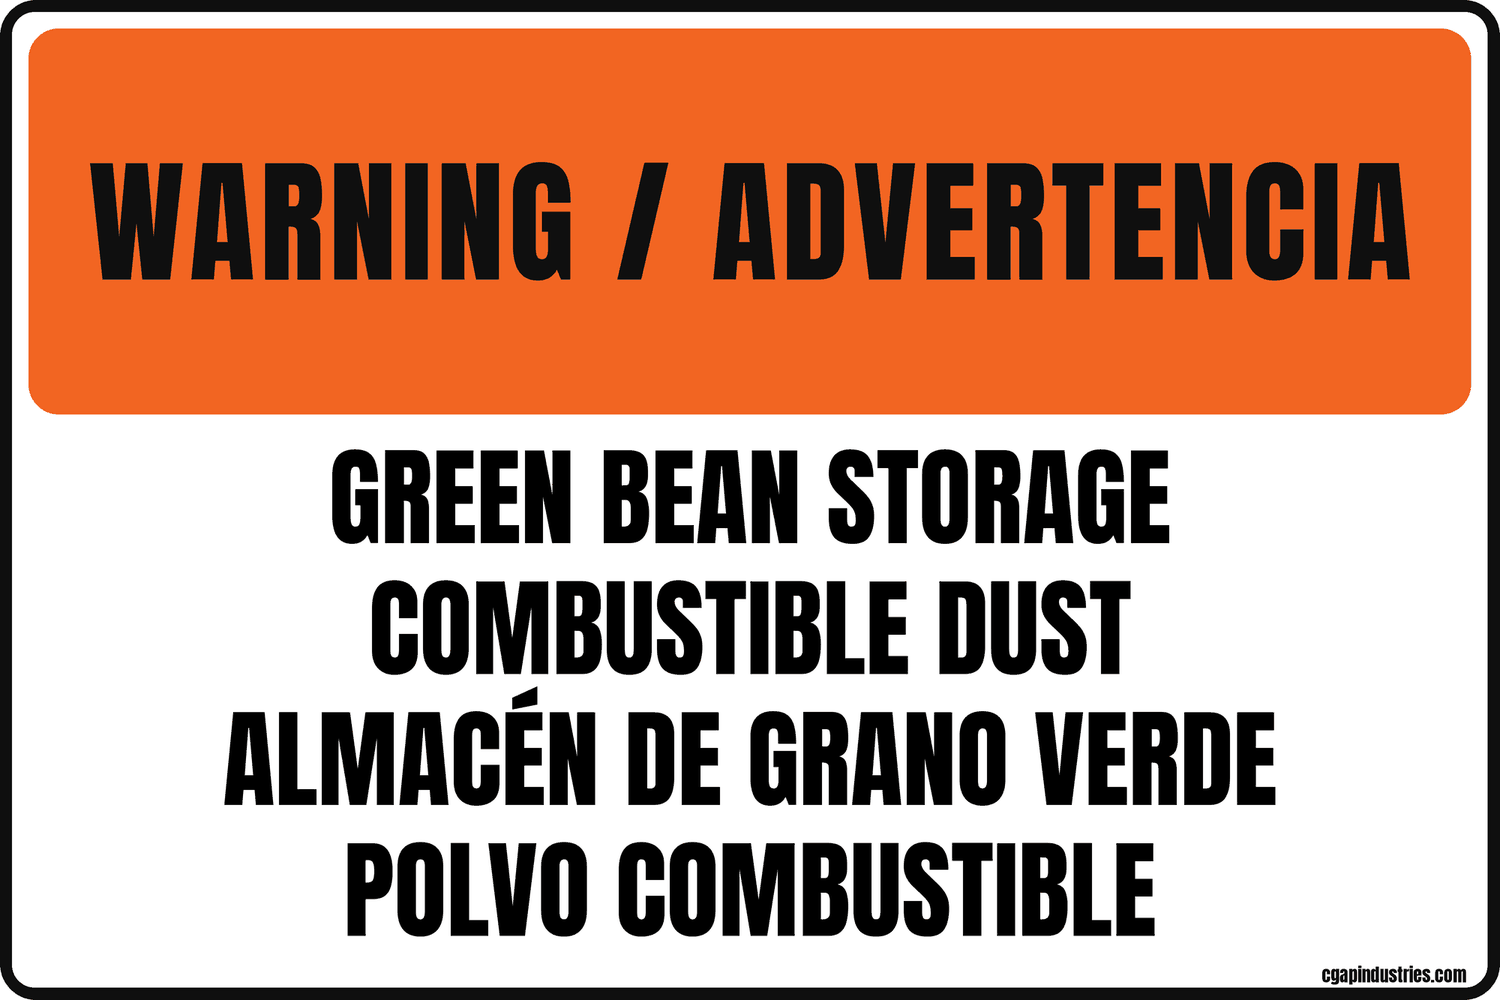 WARNING / ADVERTENCIA
GREEN BEAN STORAGE
COMBUSTIBLE DUST
ALMACÉN DE GRANO VERDE
POLVO COMBUSTIBLE
cgapindustries.com